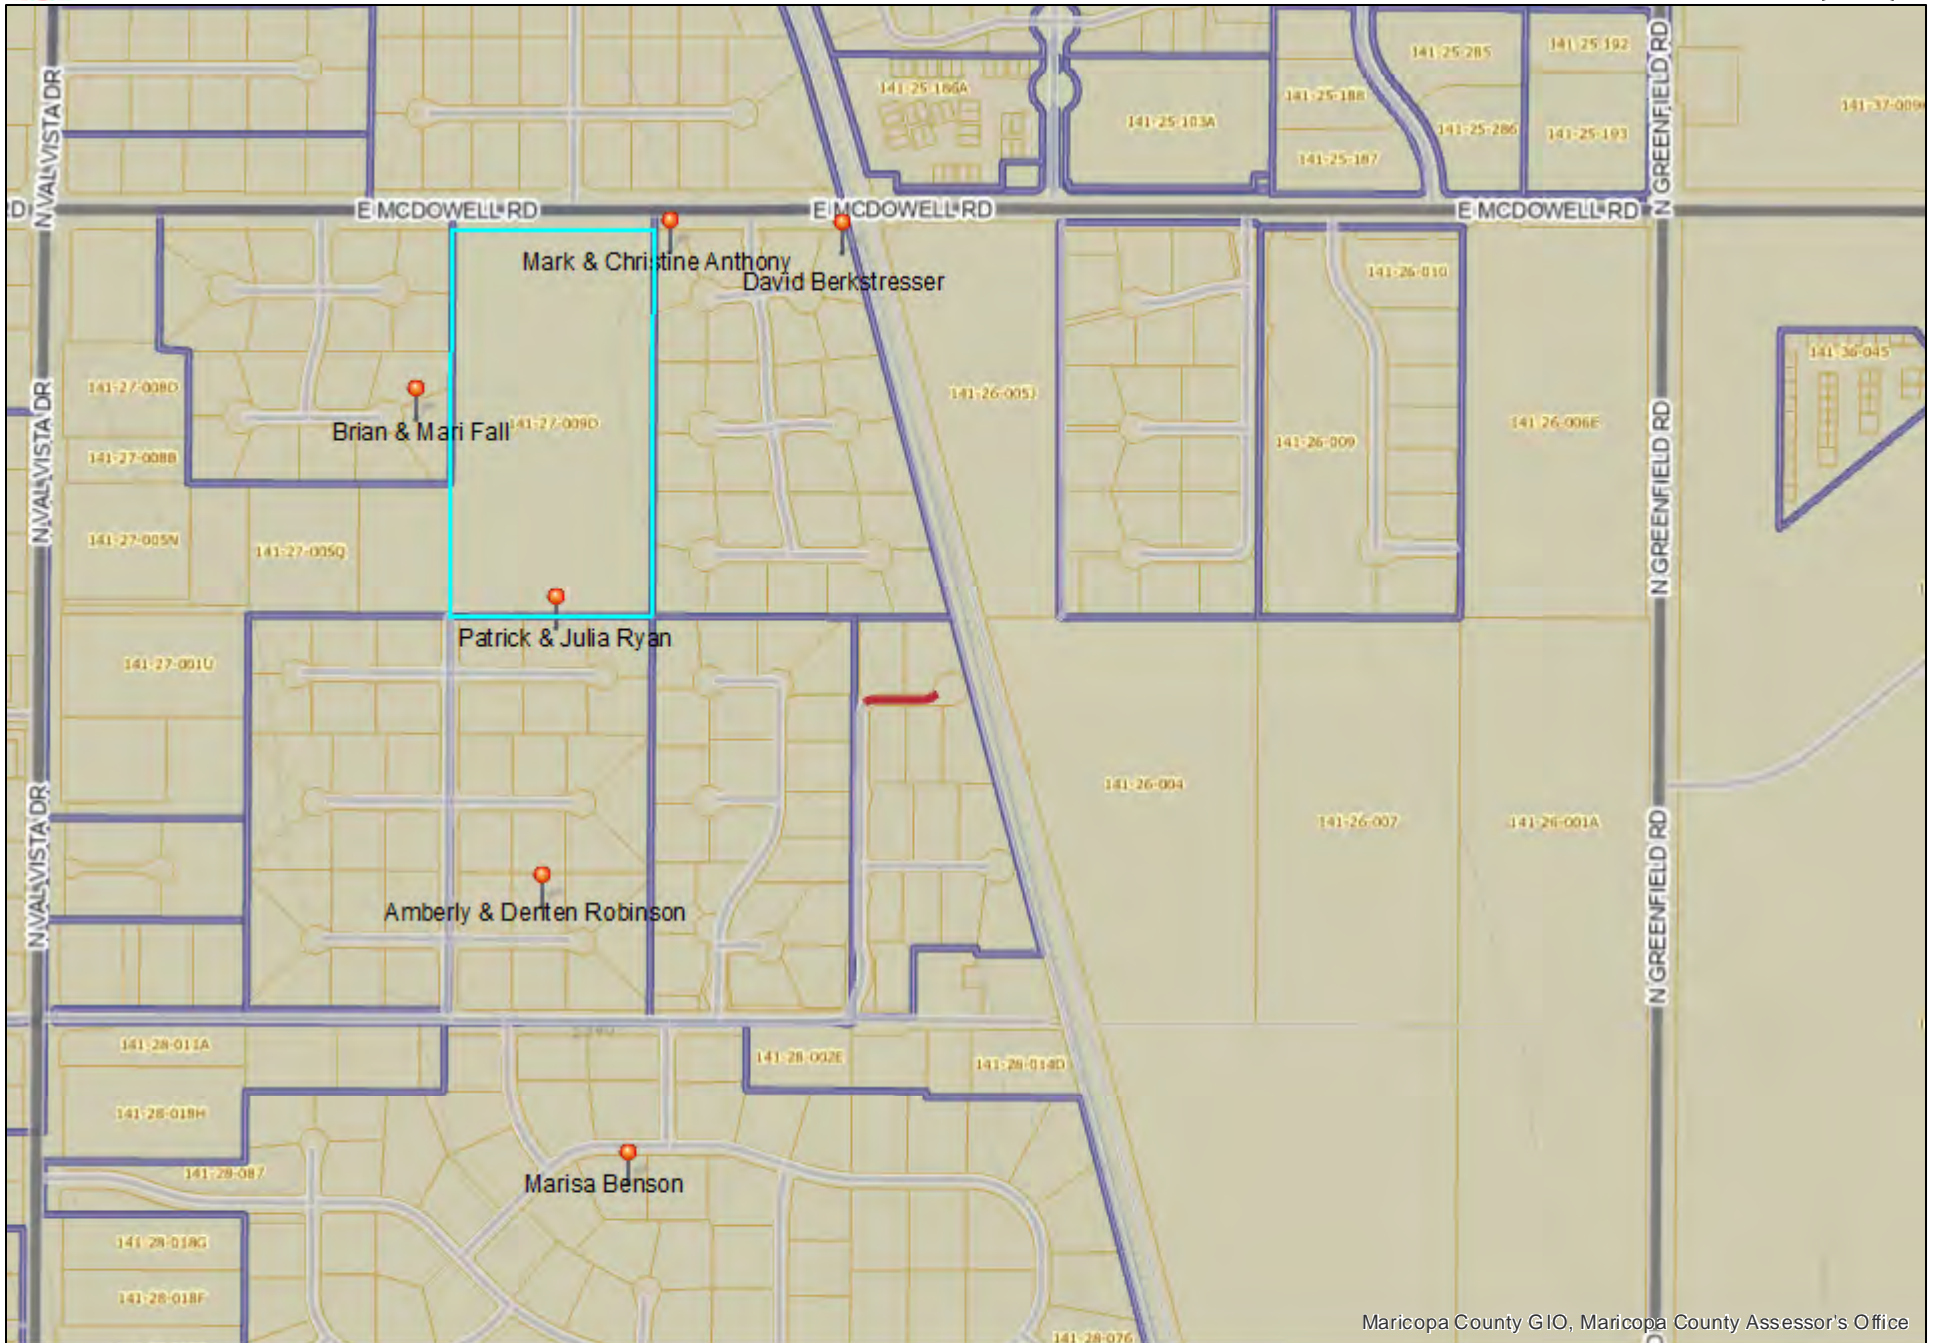 141-25-285
141-25-192
141-25-186A
141-25-188
141-37-009
141-25-103A
141-25-286
141-25-193
141-25-187
N VAL VISTA DR
N GREENFIELD RD
RD
E MCDOWELL RD
E MCDOWELL RD
E MCDOWELL RD
Mark & Christine Anthony
David Berkstresser
141-26-010
141-36-045
141-27-008D
141-26-005J
N VAL VISTA DR
N GREENFIELD RD
Brian & Mari Fall
141-27-009D
141-26-006E
141-26-009
141-27-008B
141-27-005N
141-27-005Q
Patrick & Julia Ryan
141-27-001U
141-26-004
141-26-007
141-26-001A
N VAL VISTA DR
N GREENFIELD RD
Amberly & Denten Robinson
141-28-011A
141-28-002E
141-28-014D
141-28-018H
141-28-087
Marisa Benson
141-28-018G
141-28-018F
Maricopa County GIO, Maricopa County Assessor's Office
141-28-076